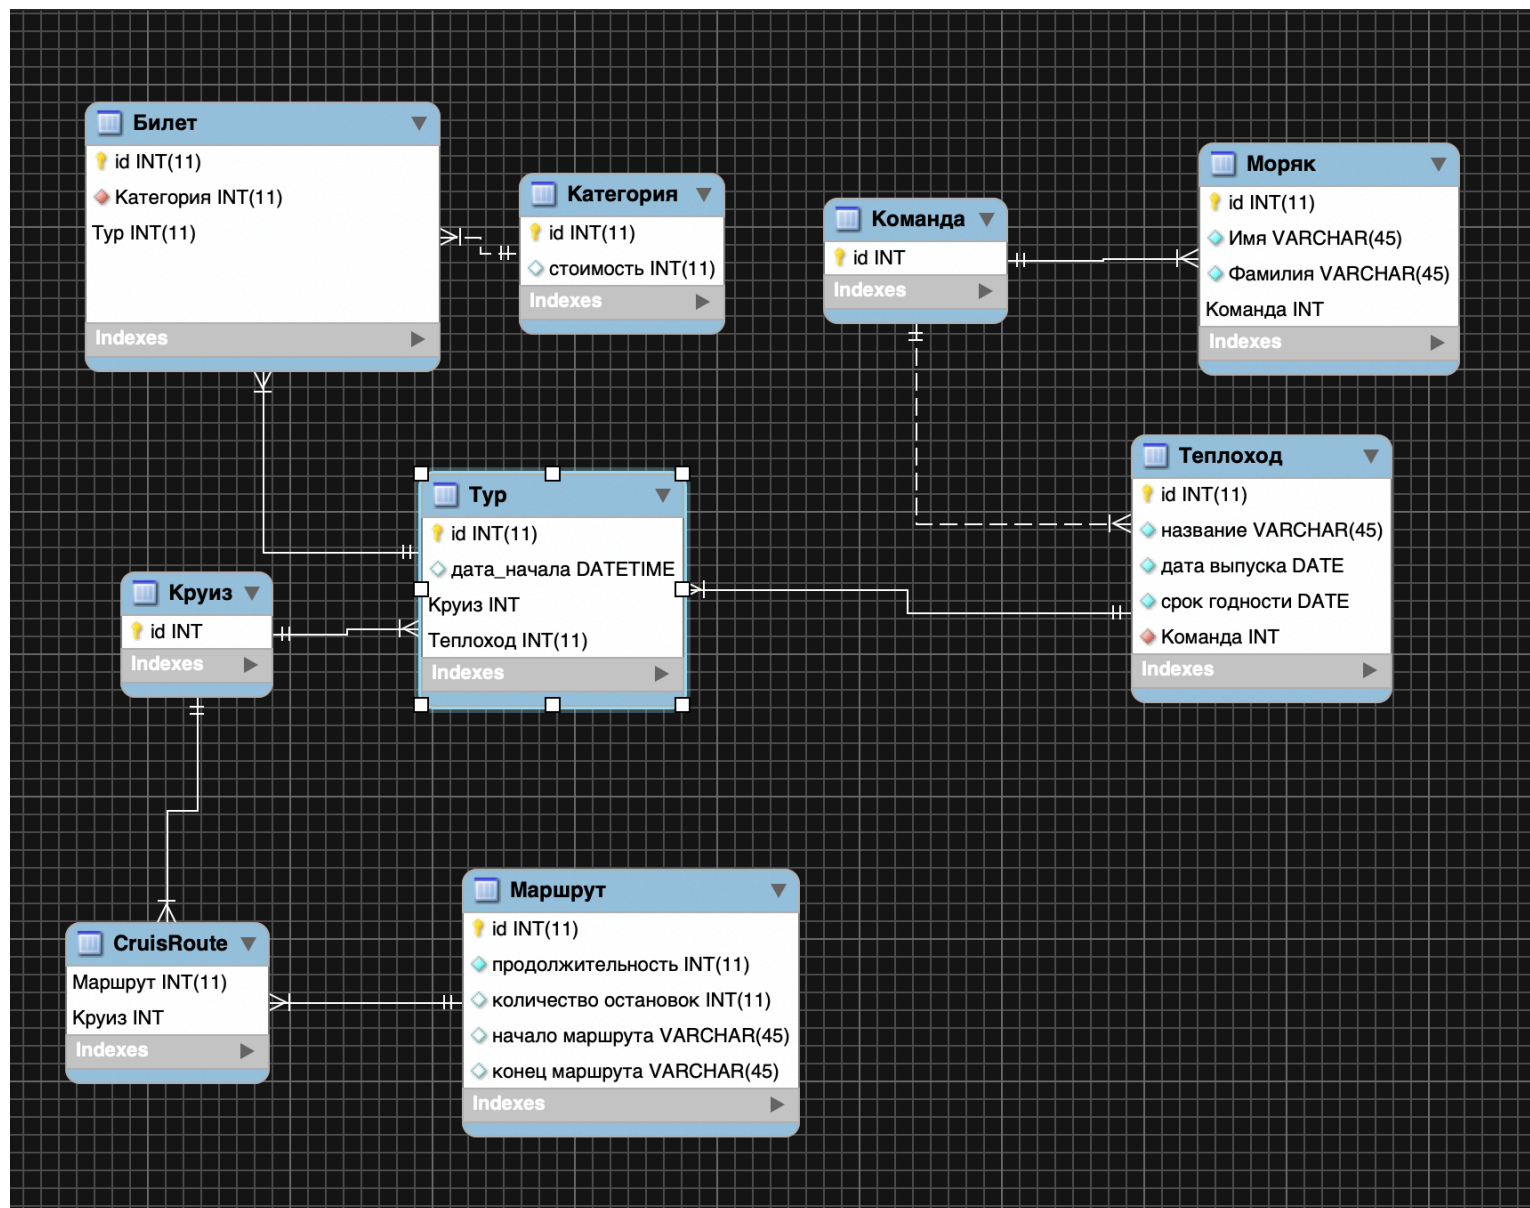 Билет
id INT(11)
Категория INT(11)
Тур INT(11)
Indexes
Категория
id INT(11)
стоимость INT(11)
Indexes
Команда
id INT
Indexes
Моряк
id INT(11)
Имя VARCHAR(45)
Фамилия VARCHAR(45)
Команда INT
Indexes
Тур
id INT(11)
дата_начала DATETIME
Круиз INT
Теплоход INT(11)
Indexes
Теплоход
id INT(11)
название VARCHAR(45)
дата выпуска DATE
срок годности DATE
Команда INT
Indexes
Круиз
id INT
Indexes
CruisRoute
Маршрут INT(11)
Круиз INT
Indexes
Маршрут
id INT(11)
продолжительность INT(11)
количество остановок INT(11)
начало маршрута VARCHAR(45)
конец маршрута VARCHAR(45)
Indexes